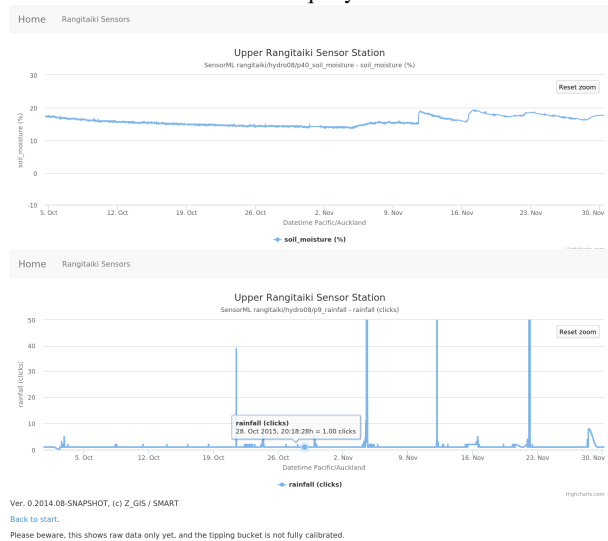 Home Rangitaiki Sensors
Upper Rangitaiki Sensor Station
SensorML rangitaiki/hydro08/p40_soil_moisture - soil_moisture (%)
Reset zoom
30
20
10
0
-10
soil_moisture (%)
5. Oct 12. Oct 19. Oct 26. Oct 2. Nov 9. Nov 16. Nov 23. Nov 30. Nov
Datetime Pacific/Auckland
soil_moisture (%)
Home Rangitaiki Sensors
Upper Rangitaiki Sensor Station
SensorML rangitaiki/hydro08/p9_rainfall - rainfall (clicks)
Reset zoom
50
40
30
20
10
0
rainfall (clicks)
rainfall (clicks)
28. Oct 2015, 20:18:28h = 1.00 clicks
5. Oct 12. Oct 19. Oct 26. Oct 2. Nov 9. Nov 16. Nov 23. Nov 30. Nov
Datetime Pacific/Auckland
rainfall (clicks)
Highcharts.com
Ver. 0.2014.08-SNAPSHOT, (c) Z_GIS / SMART
Back to start.
Please beware, this shows raw data only yet, and the tipping bucket is not fully calibrated.